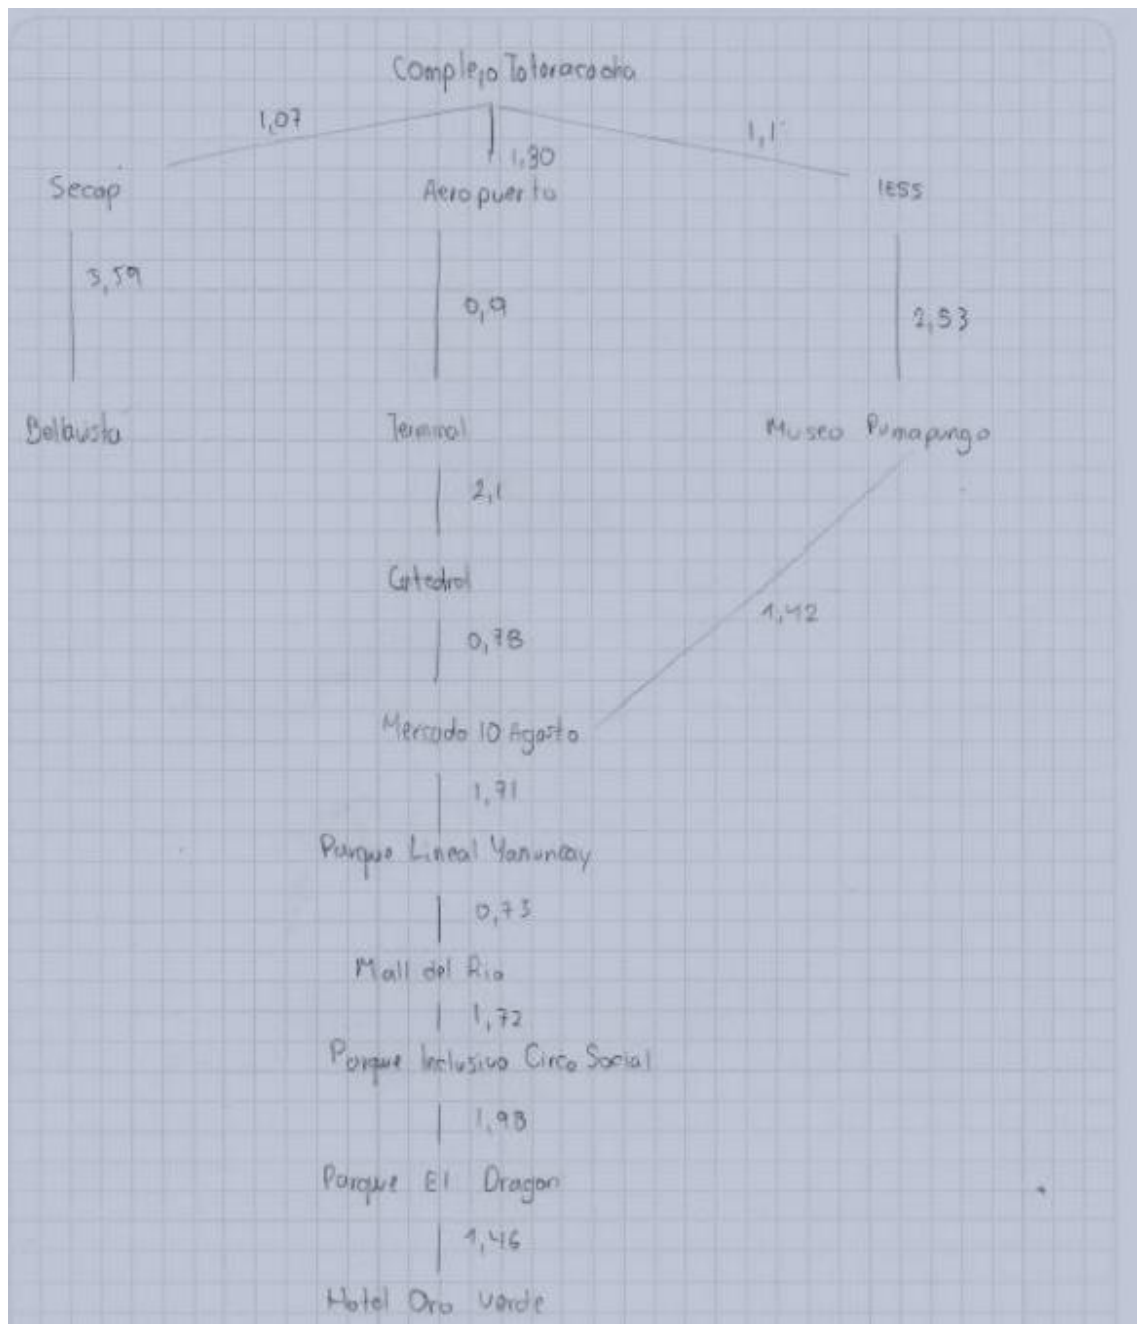 Complejo Totoracocha
1,07
1,1
1,30
Secap
Aeropuerto
IESS
3,59
0,9
2,53
Bellavista
Terminal
Museo Pumapungo
2,1
Catedral
1,42
0,78
Mercado 10 Agosto
1,71
Parque Lineal Yanuncay
0,73
Mall del Rio
1,72
Parque Inclusivo Circo Social
1,98
Parque El Dragon
1,46
Hotel Oro Verde